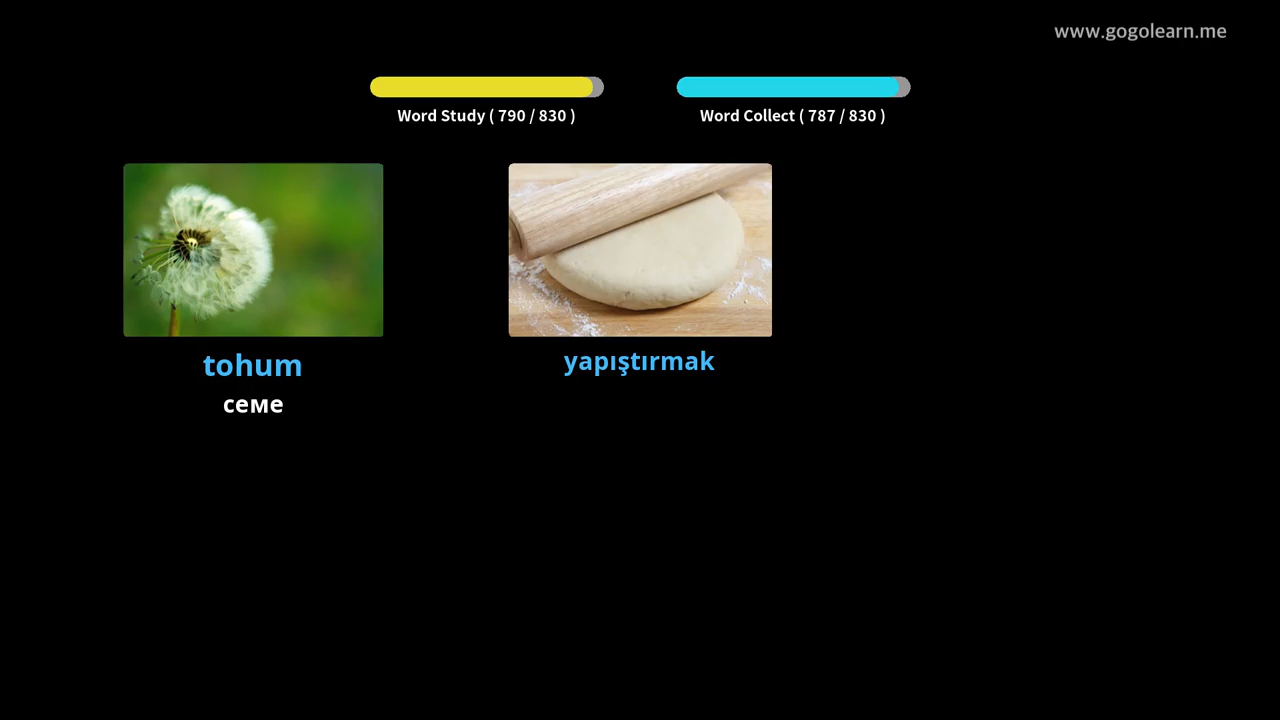 www.gogolearn.me
Word Study ( 790 / 830 )
Word Collect ( 787 / 830 )
tohum
семе
yapıştırmak